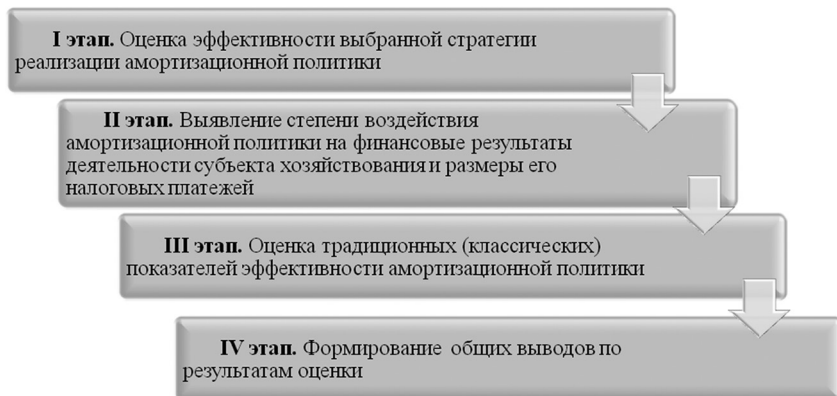 I этап. Оценка эффективности выбранной стратегии
реализации амортизационной политики
II этап. Выявление степени воздействия
амортизационной политики на финансовые результаты
деятельности субъекта хозяйствования и размеры его
налоговых платежей
III этап. Оценка традиционных (классических)
показателей эффективности амортизационной политики
IV этап. Формирование общих выводов по
результатам оценки